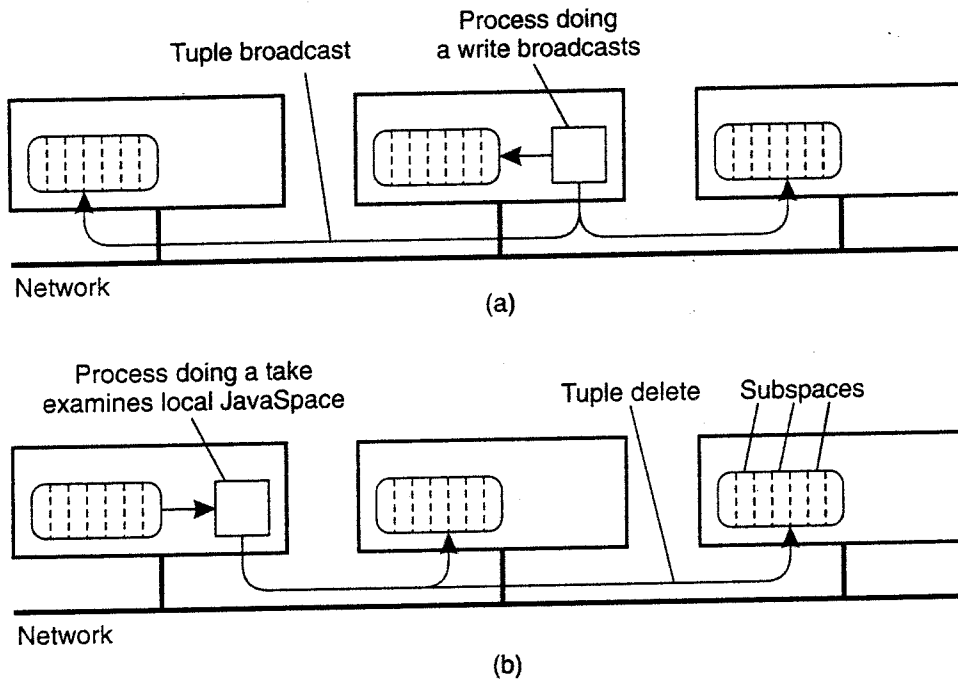 Process doing
a write broadcasts
Tuple broadcast
Network
(a)
Process doing a take
examines local JavaSpace
Tuple delete
Subspaces
Network
(b)